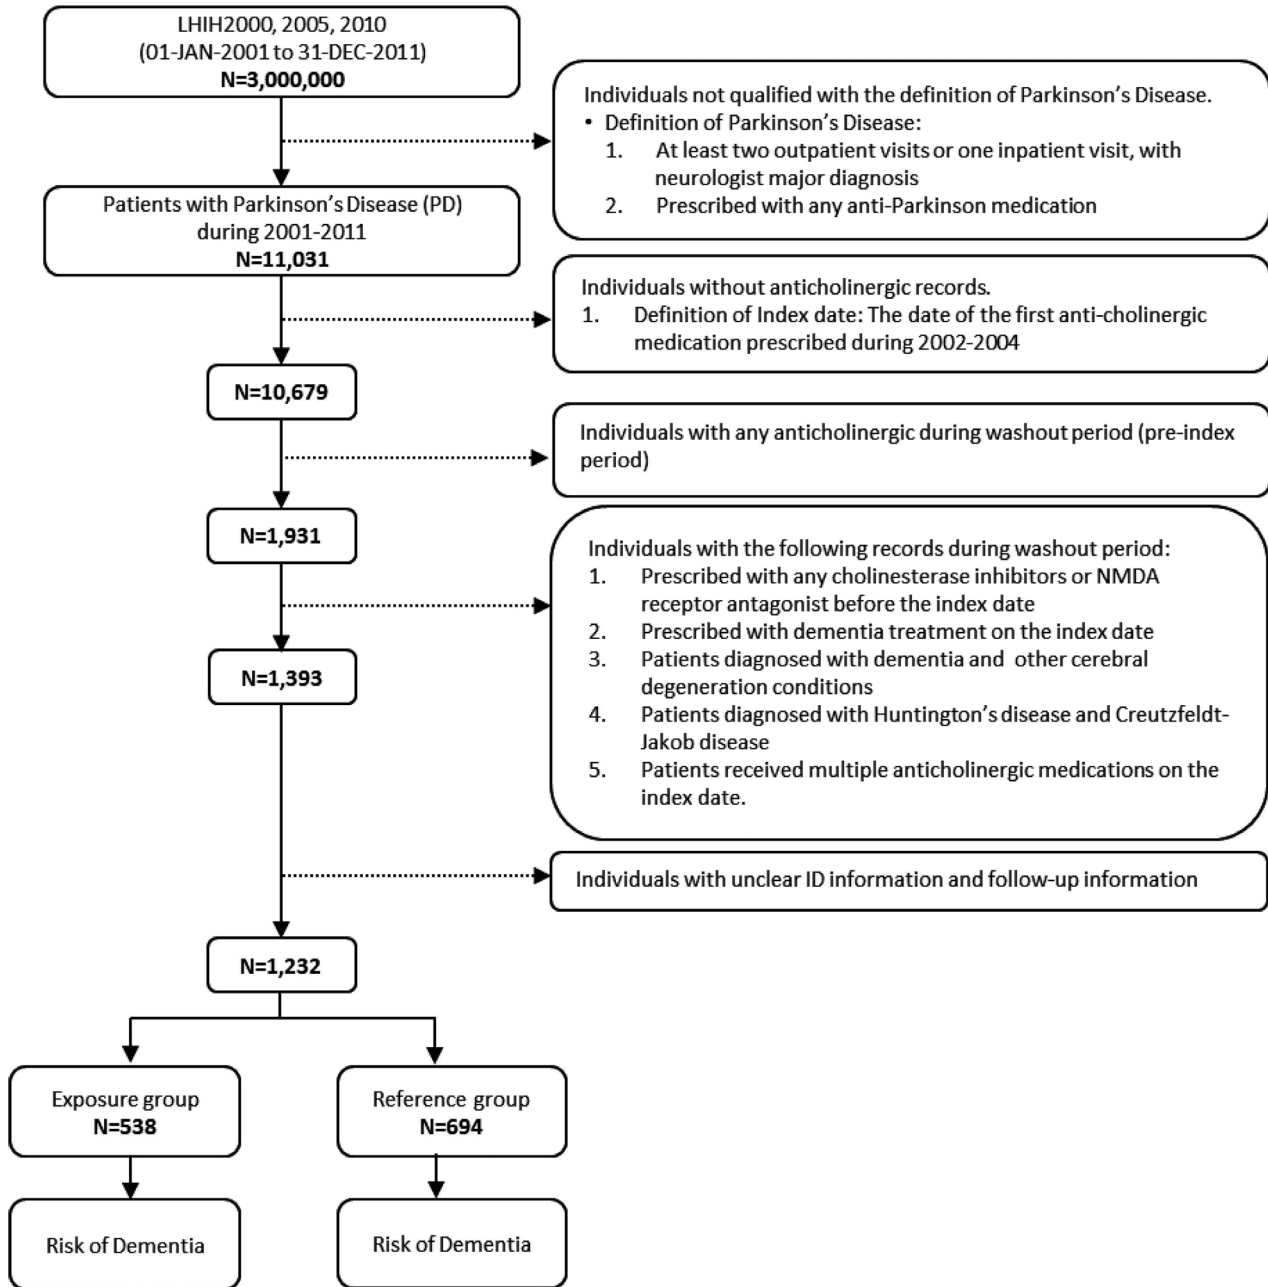 LHIH2000, 2005, 2010
(01-JAN-2001 to 31-DEC-2011)
N=3,000,000
Individuals not qualified with the definition of Parkinson's Disease.
• Definition of Parkinson's Disease:
1. At least two outpatient visits or one inpatient visit, with
neurologist major diagnosis
2. Prescribed with any anti-Parkinson medication
Patients with Parkinson's Disease (PD)
during 2001-2011
N=11,031
Individuals without anticholinergic records.
1. Definition of Index date: The date of the first anti-cholinergic
medication prescribed during 2002-2004
N=10,679
Individuals with any anticholinergic during washout period (pre-index
period)
N=1,931
Individuals with the following records during washout period:
1. Prescribed with any cholinesterase inhibitors or NMDA
receptor antagonist before the index date
2. Prescribed with dementia treatment on the index date
3. Patients diagnosed with dementia and other cerebral
degeneration conditions
4. Patients diagnosed with Huntington's disease and Creutzfeldt-
Jakob disease
5. Patients received multiple anticholinergic medications on the
index date.
N=1,393
Individuals with unclear ID information and follow-up information
N=1,232
Exposure group
N=538
Reference group
N=694
Risk of Dementia
Risk of Dementia